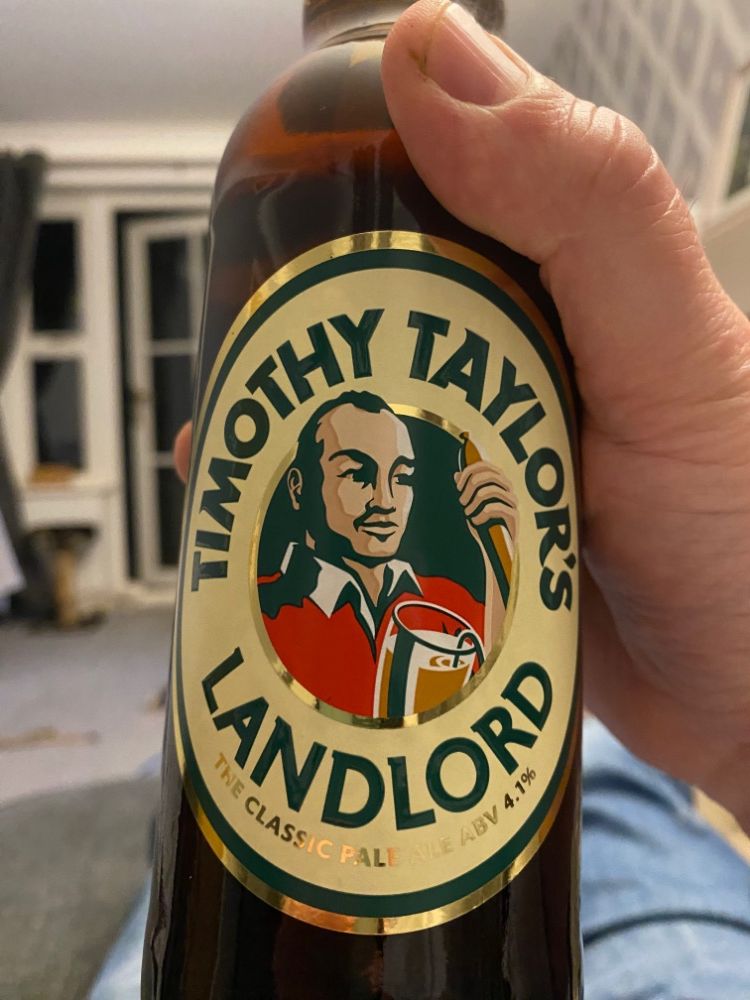 TIMOTHY TAYLOR'S
LANDLORD
THE CLASSIC PALE ALE ABV 4.1%